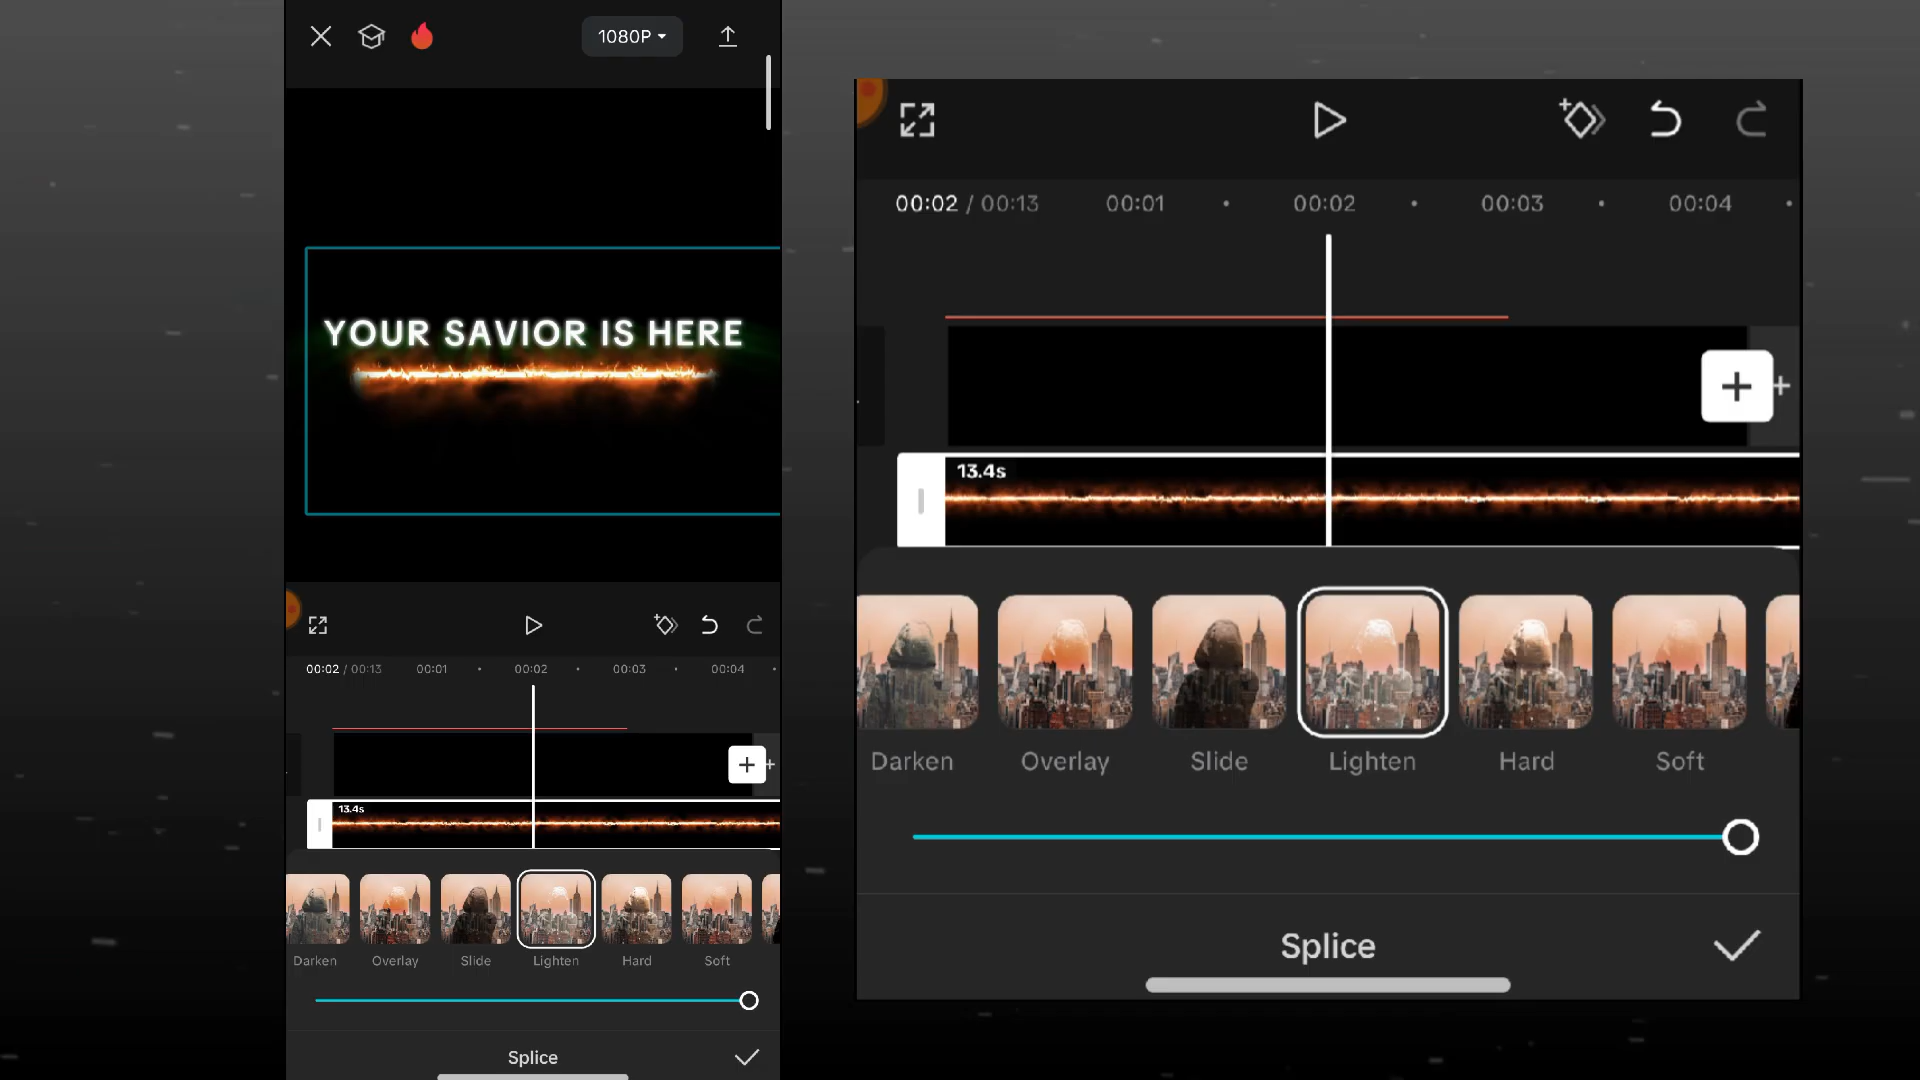 1080P
YOUR SAVIOR IS HERE
00:02 / 00:13 00:01 00:02 00:03 00:04
13.4s
Darken Overlay Slide Lighten Hard Soft
Splice
00:02 / 00:13 00:01 00:02 00:03 00:04
13.4s
Darken Overlay Slide Lighten Hard Soft
Splice